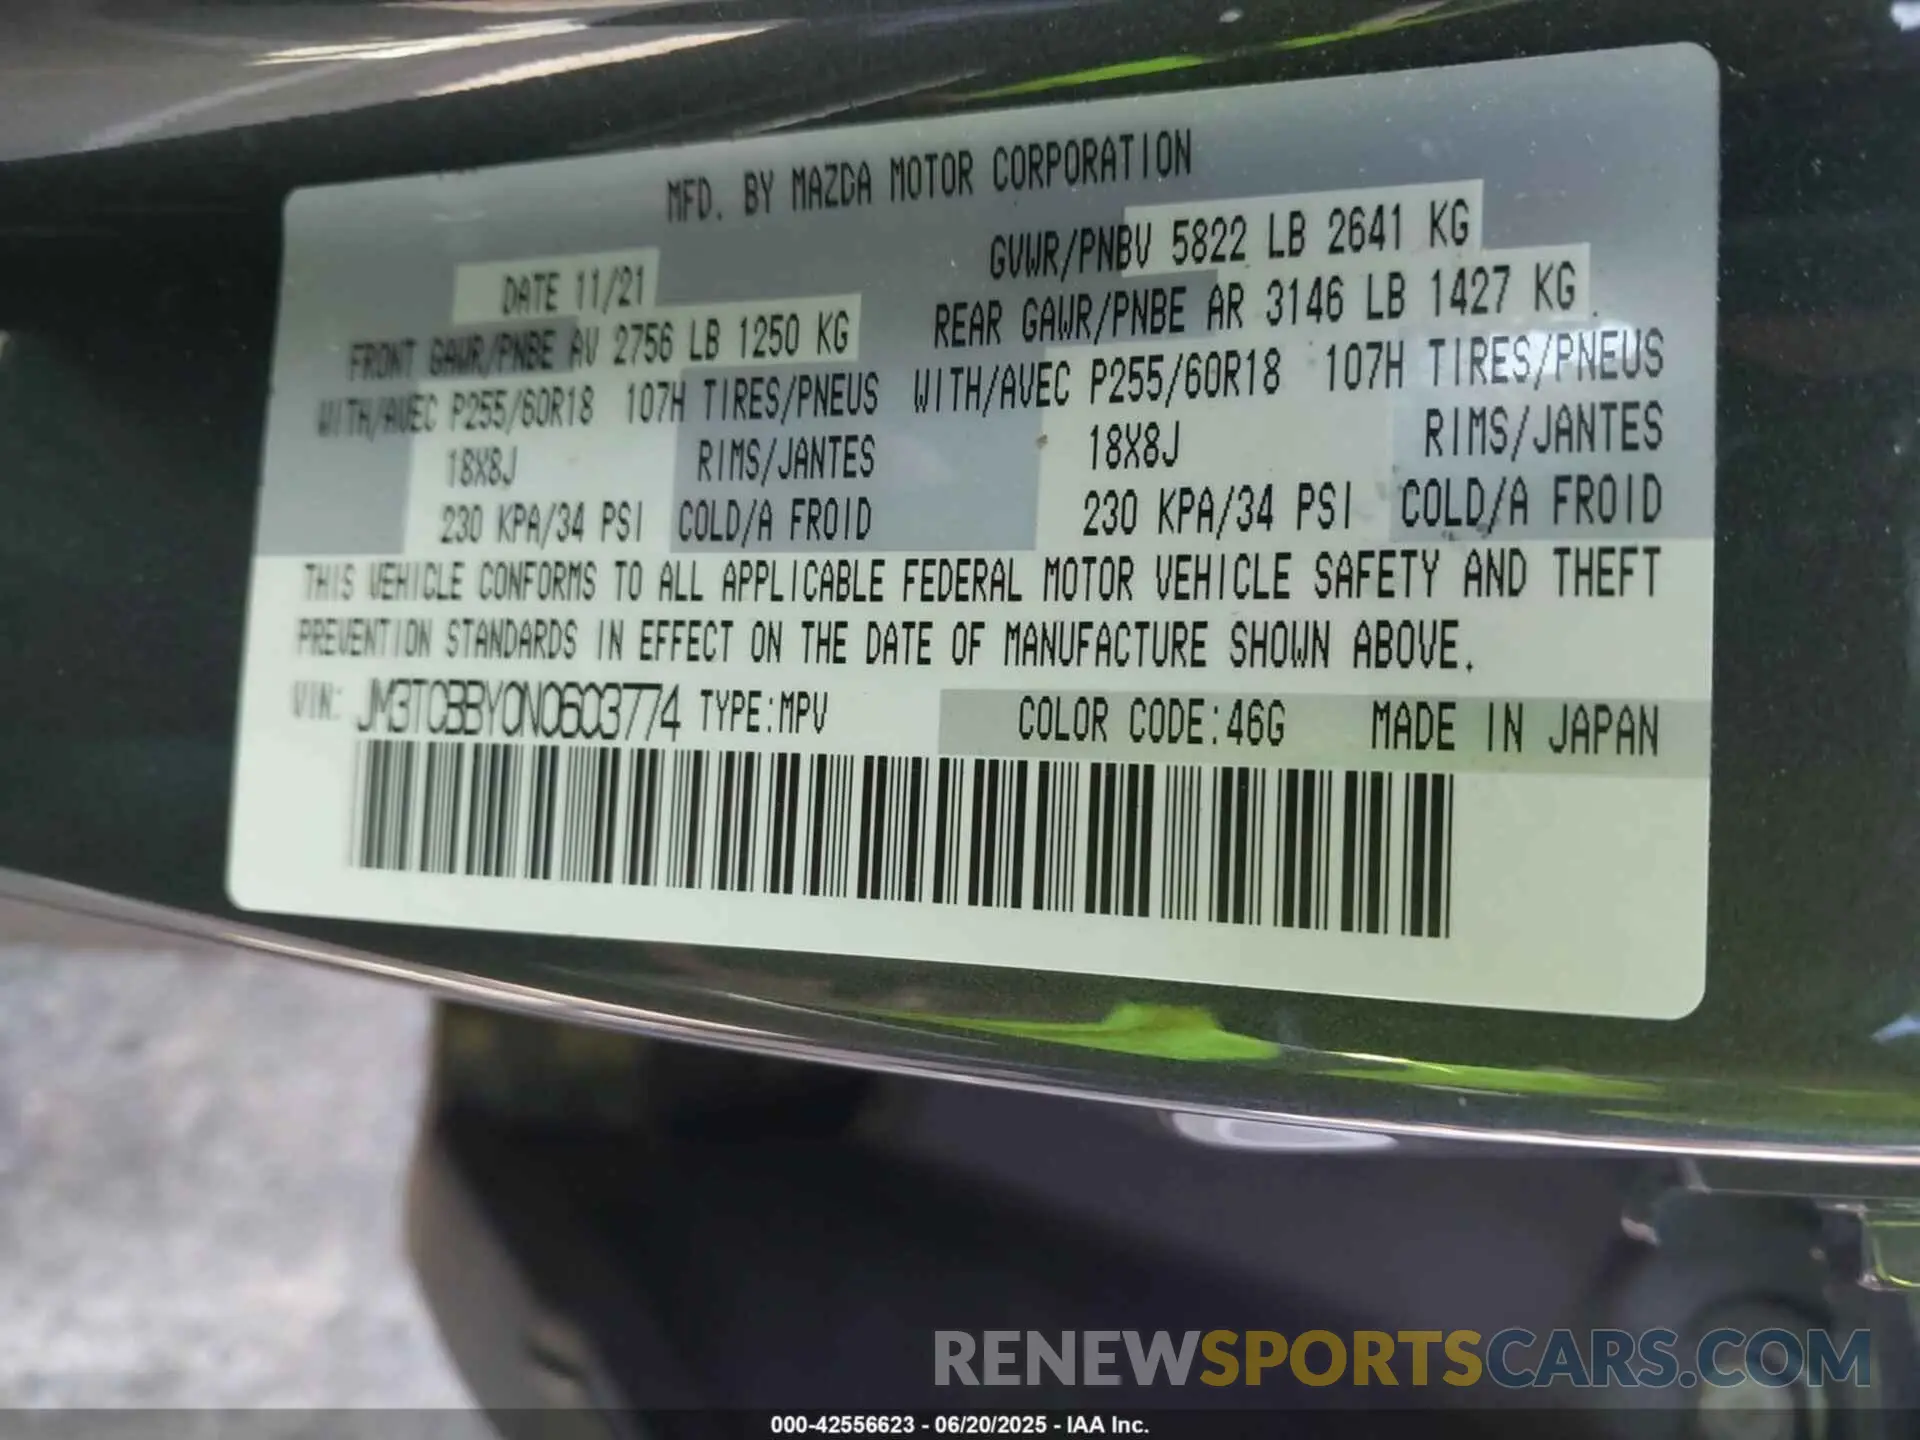 MFD. BY MAZDA MOTOR CORPORATION
DATE 11/21 GVWR/PNBV 5822 LB 2641 KG
FRONT GAWR/PNBE AV 2756 LB 1250 KG REAR GAWR/PNBE AR 3146 LB 1427 KG
WITH/AVEC P255/60R18 107H TIRES/PNEUS WITH/AVEC P255/60R18 107H TIRES/PNEUS
18X8J RIMS/JANTES 18X8J RIMS/JANTES
230 KPA/34 PSI COLD/A FROID 230 KPA/34 PSI COLD/A FROID
THIS VEHICLE CONFORMS TO ALL APPLICABLE FEDERAL MOTOR VEHICLE SAFETY AND THEFT
PREVENTION STANDARDS IN EFFECT ON THE DATE OF MANUFACTURE SHOWN ABOVE.
VIN: JM3TCBBY0N0603774 TYPE:MPV COLOR CODE:46G MADE IN JAPAN
RENEWSPORTSCARS.COM
000-42556623 - 06/20/2025 - IAA Inc.